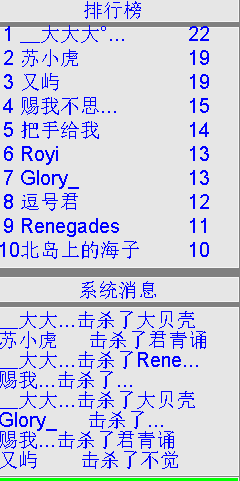 排行榜
1 __大大大°... 22
2 苏小虎 19
3 又屿 19
4 赐我不思... 15
5 把手给我 14
6 Royi 13
7 Glory_ 13
8 逗号君 12
9 Renegades 11
10北岛上的海子 10
系统消息
__大大...击杀了大贝壳
苏小虎 击杀了君青诵
__大大...击杀了Rene...
赐我...击杀了...
__大大...击杀了大贝壳
Glory_ 击杀了...
赐我...击杀了君青诵
又屿 击杀了不觉